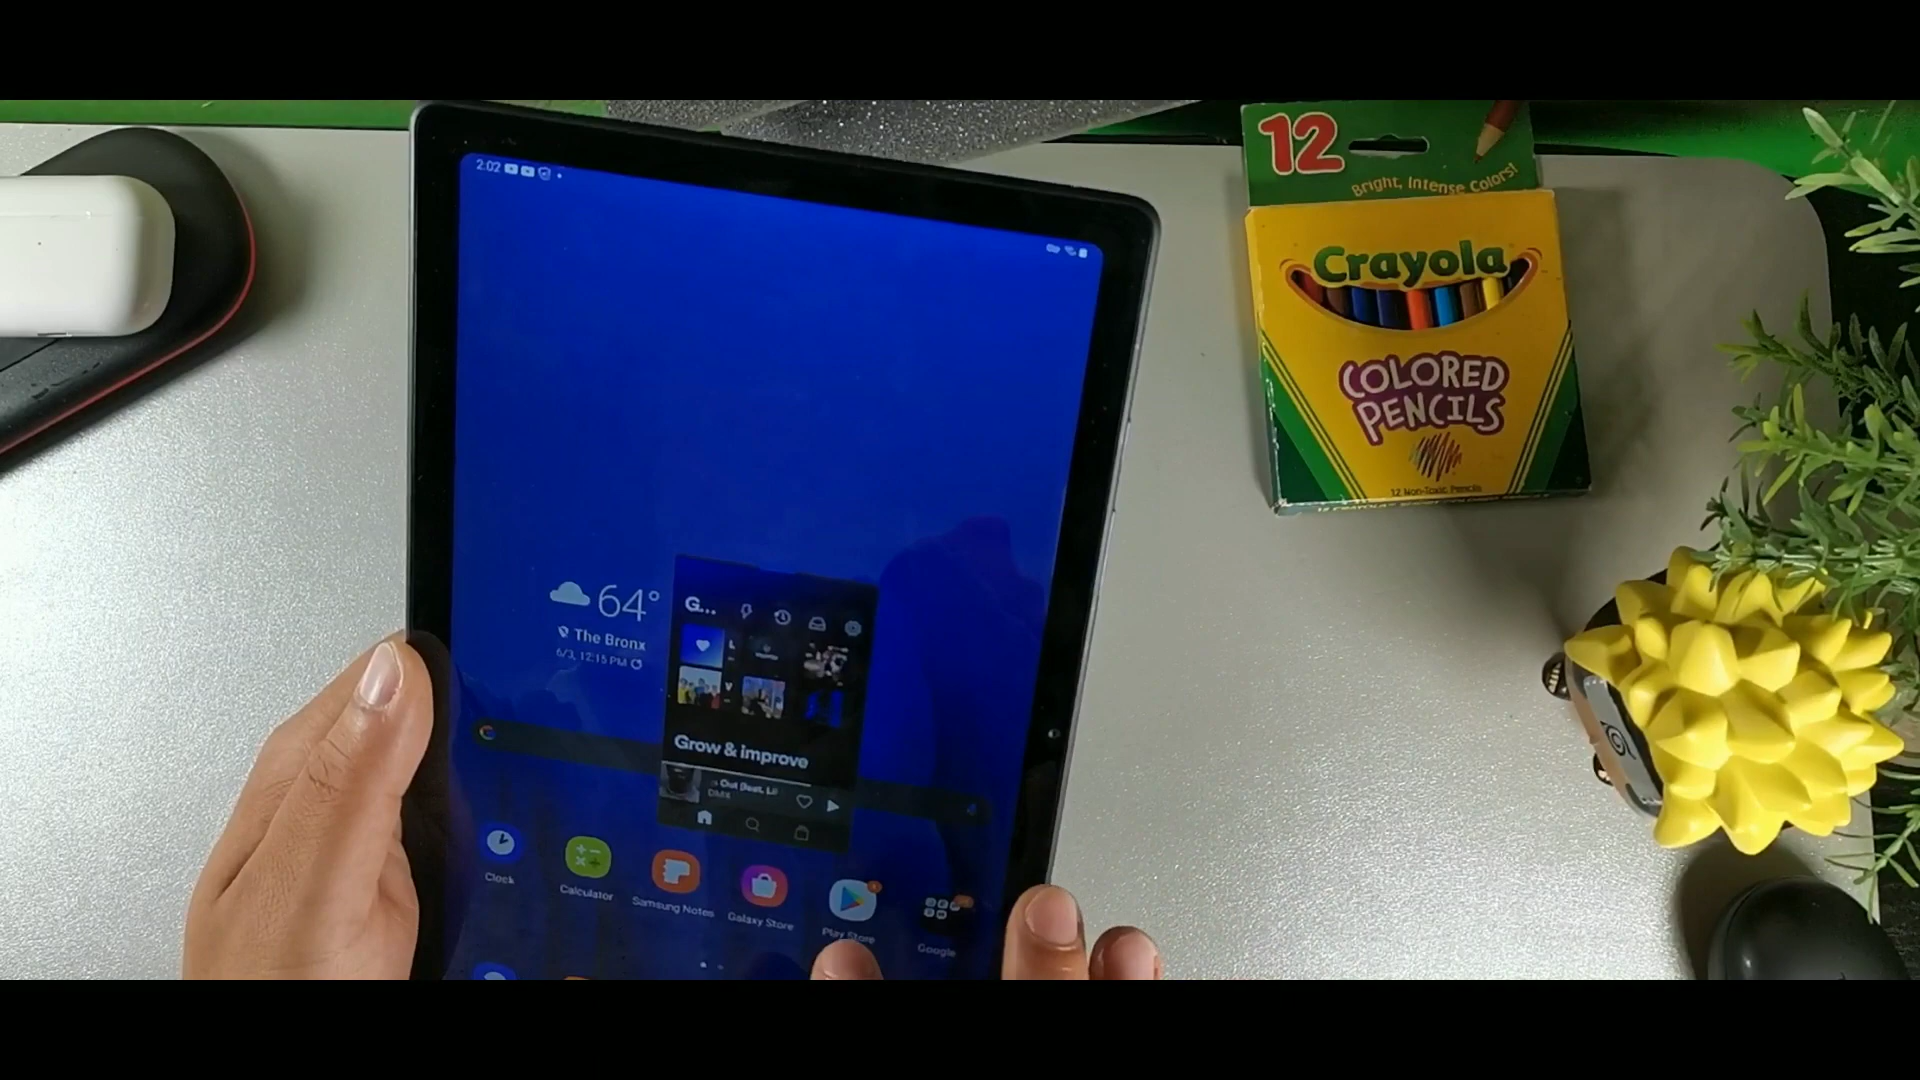 2:02
64°
The Bronx
6/3, 12:15 PM
G...
Grow & improve
DMX
Clock
Calculator
Samsung Notes
Galaxy Store
Play Store
Google
12
Bright, Intense Colors!
Crayola
COLORED
PENCILS
12 Non-Toxic Pencils